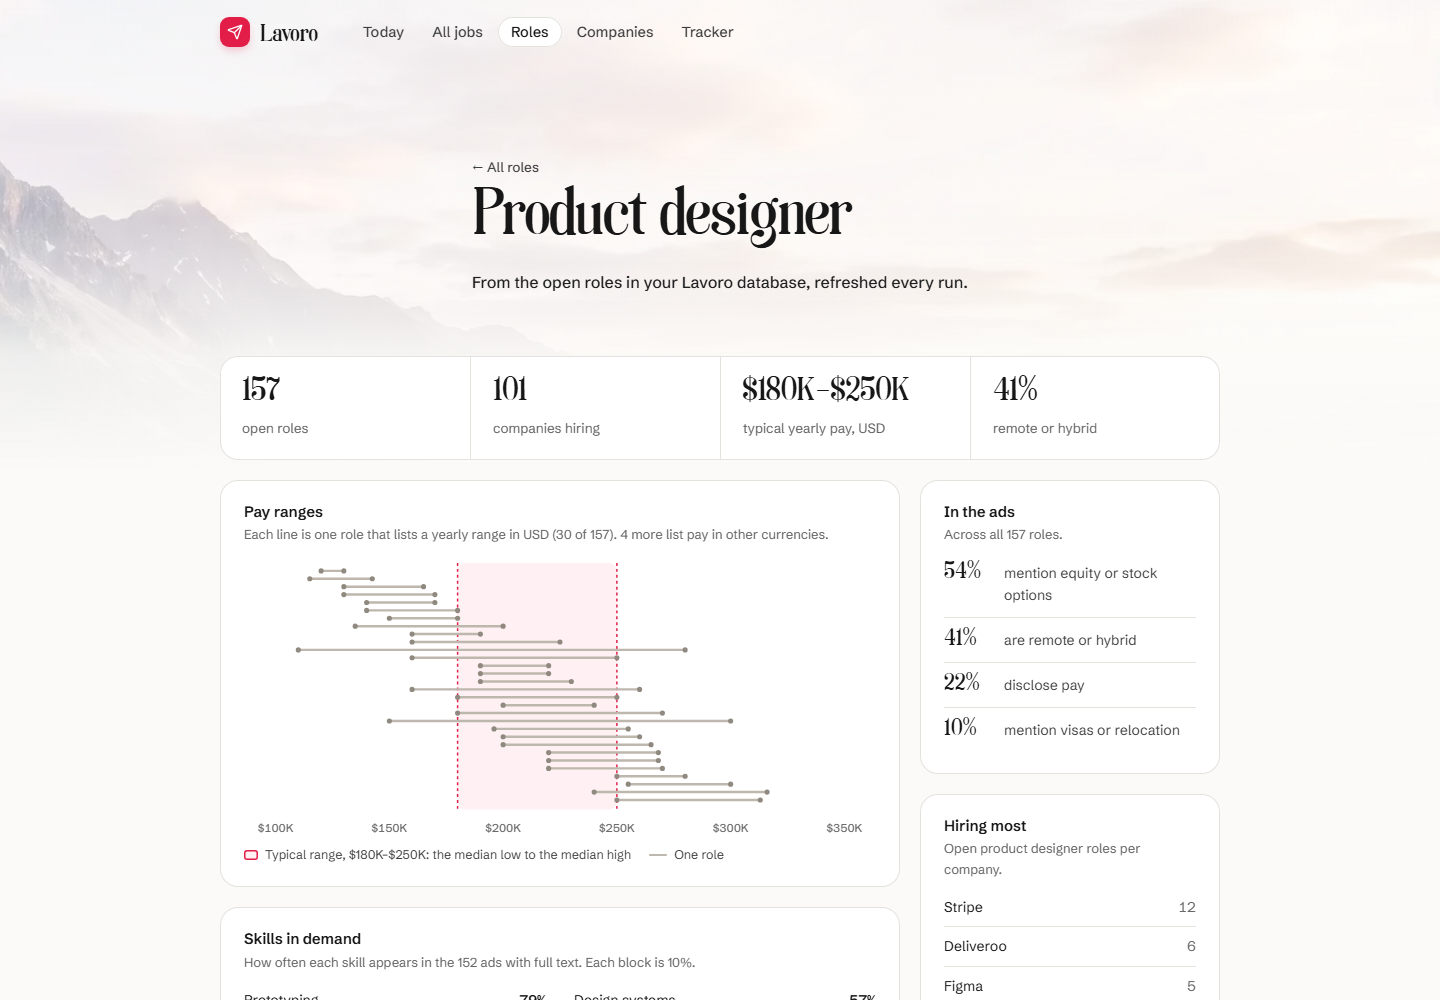 Lavoro
Today
All jobs
Roles
Companies
Tracker
← All roles
Product designer
From the open roles in your Lavoro database, refreshed every run.
157
open roles
101
companies hiring
$180K–$250K
typical yearly pay, USD
41%
remote or hybrid
Pay ranges
Each line is one role that lists a yearly range in USD (30 of 157). 4 more list pay in other currencies.
$100K
$150K
$200K
$250K
$300K
$350K
Typical range, $180K–$250K: the median low to the median high
One role
Skills in demand
How often each skill appears in the 152 ads with full text. Each block is 10%.
Prototyping
79%
Design systems
57%
In the ads
Across all 157 roles.
54%
mention equity or stock
options
41%
are remote or hybrid
22%
disclose pay
10%
mention visas or relocation
Hiring most
Open product designer roles per
company.
Stripe
12
Deliveroo
6
Figma
5